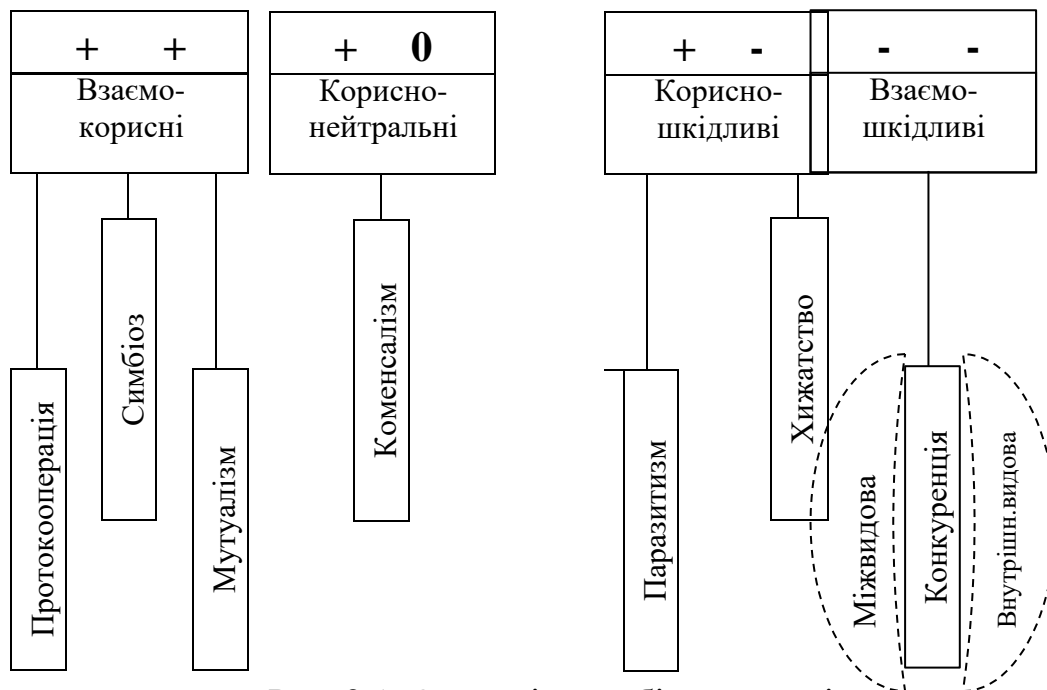 + +
Взаємо-
корисні
+ 0
Корисно-
нейтральні
+ -
Корисно-
шкідливі
- -
Взаємо-
шкідливі
Протокооперація
Симбіоз
Мутуалізм
Коменсалізм
Паразитизм
Хижатство
Міжвидова
Конкуренція
Внутрішн.видова